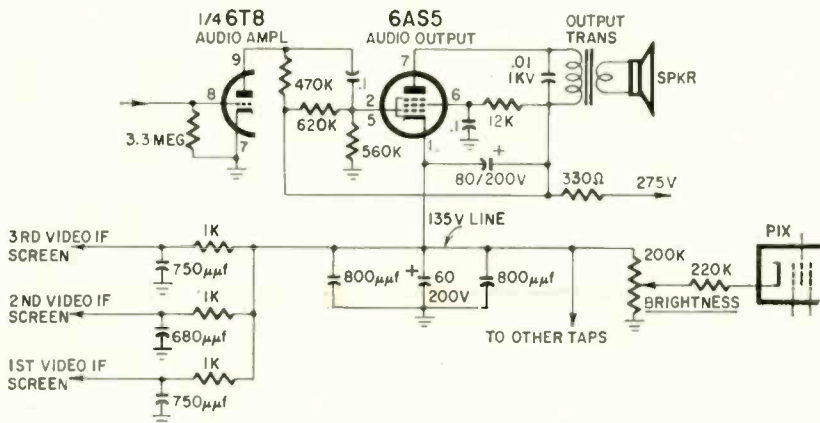 1/4 6T8
AUDIO AMPL
6AS5
AUDIO OUTPUT
OUTPUT
TRANS
9
7
8
470K
.1
2
5
6
.01
1KV
SPKR
620K
.1
12K
3.3 MEG
7
560K
1
80/200V
+
330Ω
275V
135V LINE
PIX
3RD VIDEO IF
SCREEN
1K
750µµf
200K
220K
800µµf
+
60
200V
800µµf
BRIGHTNESS
2ND VIDEO IF
SCREEN
1K
680µµf
TO OTHER TAPS
1ST VIDEO IF
SCREEN
1K
750µµf